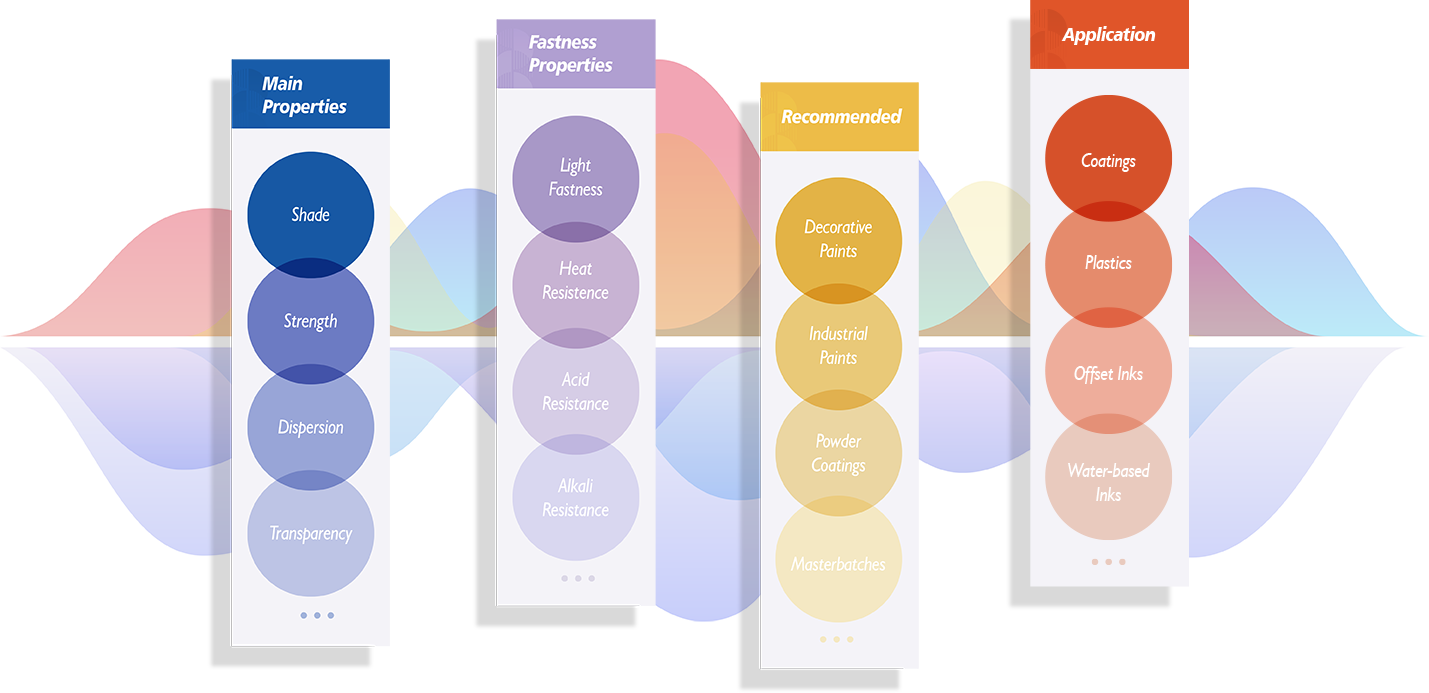 Main
Properties
Shade
Strength
Dispersion
Transparency
Fastness
Properties
Light
Fastness
Heat
Resistence
Acid
Resistance
Alkali
Resistance
Recommended
Decorative
Paints
Industrial
Paints
Powder
Coatings
Masterbatches
Application
Coatings
Plastics
Offset Inks
Water-based
Inks